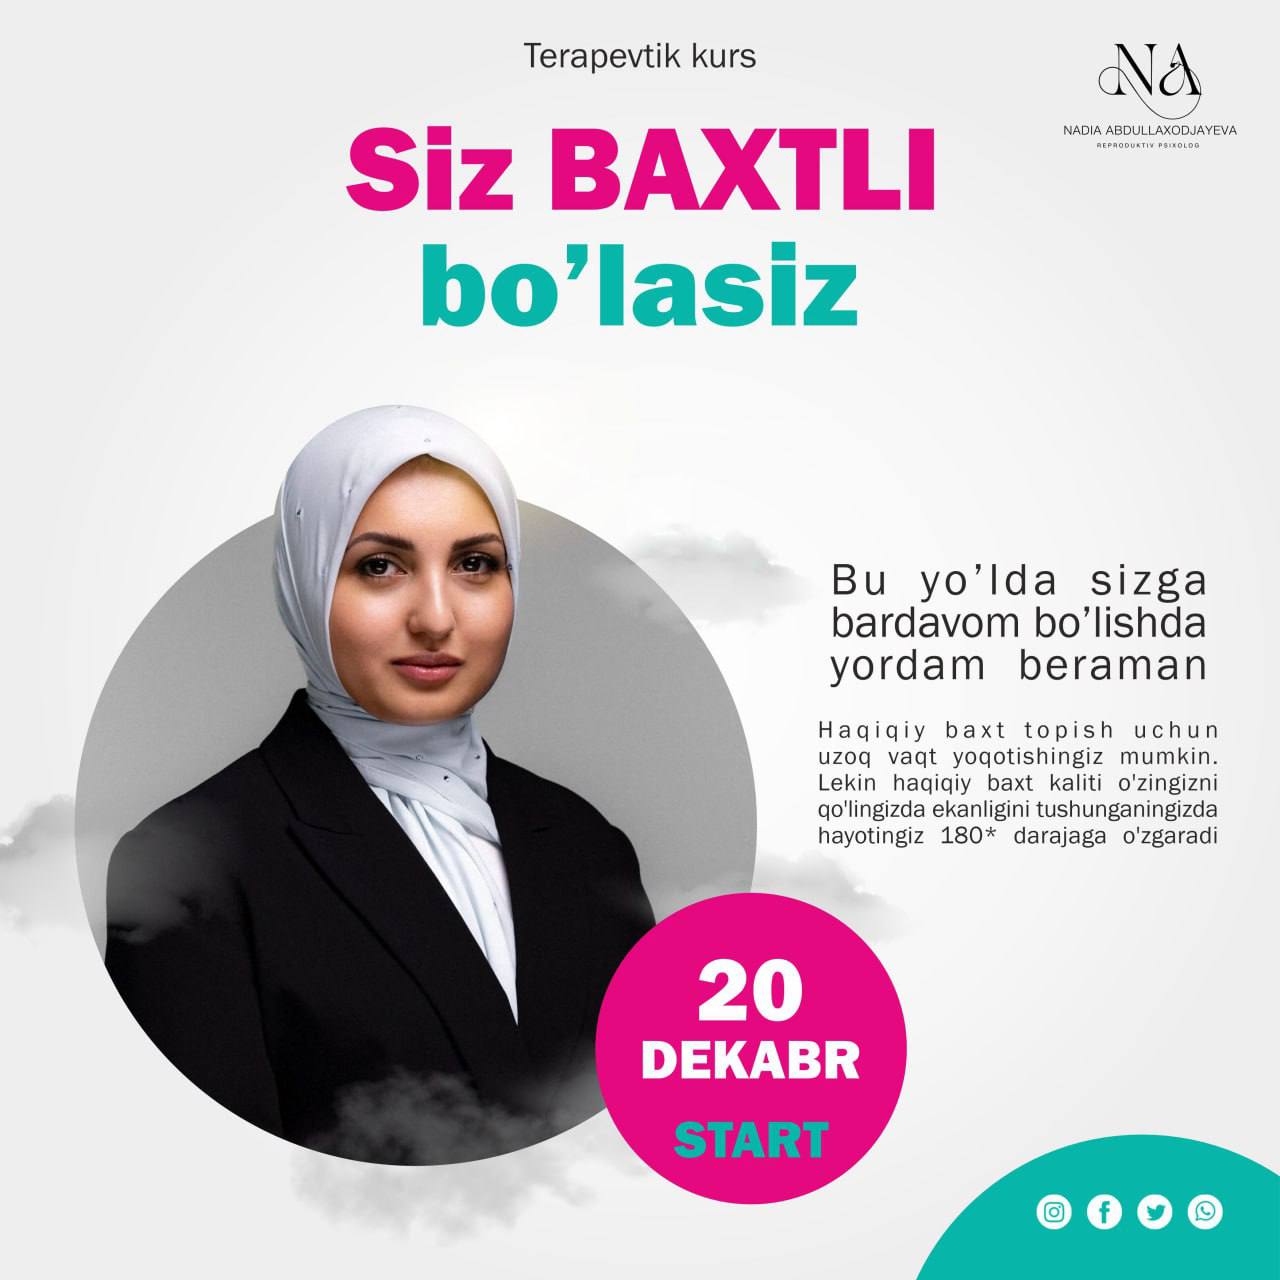 Terapevtik kurs
NA
NADIA ABDULLAXODJAYEVA
REPRODUKTIV PSIXOLOG
Siz BAXTLI
bo’lasiz
Bu yo’lda sizga
bardavom bo’lishda
yordam beraman
Haqiqiy baxt topish uchun
uzoq vaqt yoqotishingiz mumkin.
Lekin haqiqiy baxt kaliti o'zingizni
qo'lingizda ekanligini tushunganingizda
hayotingiz 180* darajaga o'zgaradi
20
DEKABR
START